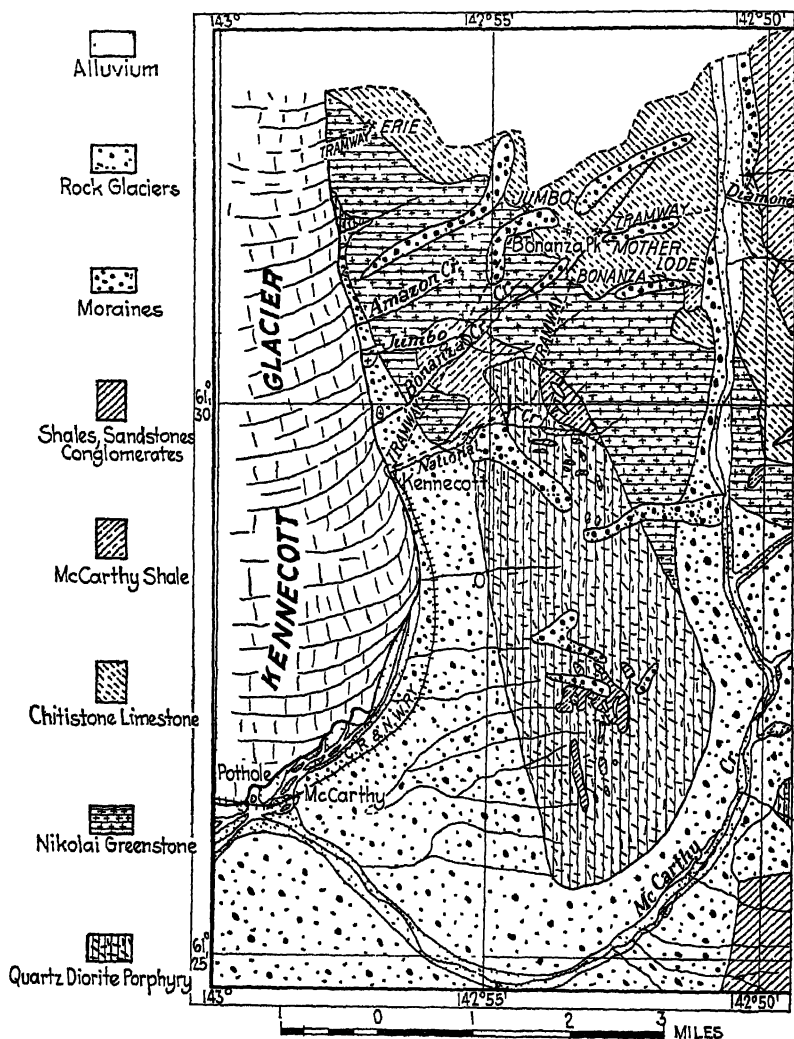 Alluvium
Rock Glaciers
Moraines
Shales, Sandstones
Conglomerates
McCarthy Shale
Chitistone Limestone
Nikolai Greenstone
Quartz Diorite Porphyry
143° 142°55' 142°50'
ERIE
TRAMWAY
JUMBO
Diamond
TRAMWAY
Bonanza Pk.
MOTHER
LODE
BONANZA
Amazon Cr.
Cr.
TRAMWAY
Jumbo
Bonanza Cr.
GLACIER
61°
30'
TRAMWAY
Cr.
National
Kennecott
KENNECOTT
R & N W RY
Pothole
McCarthy
McCarthy Cr.
61°
25'
143° 142°55' 142°50'
1 0 1 2 3 MILES